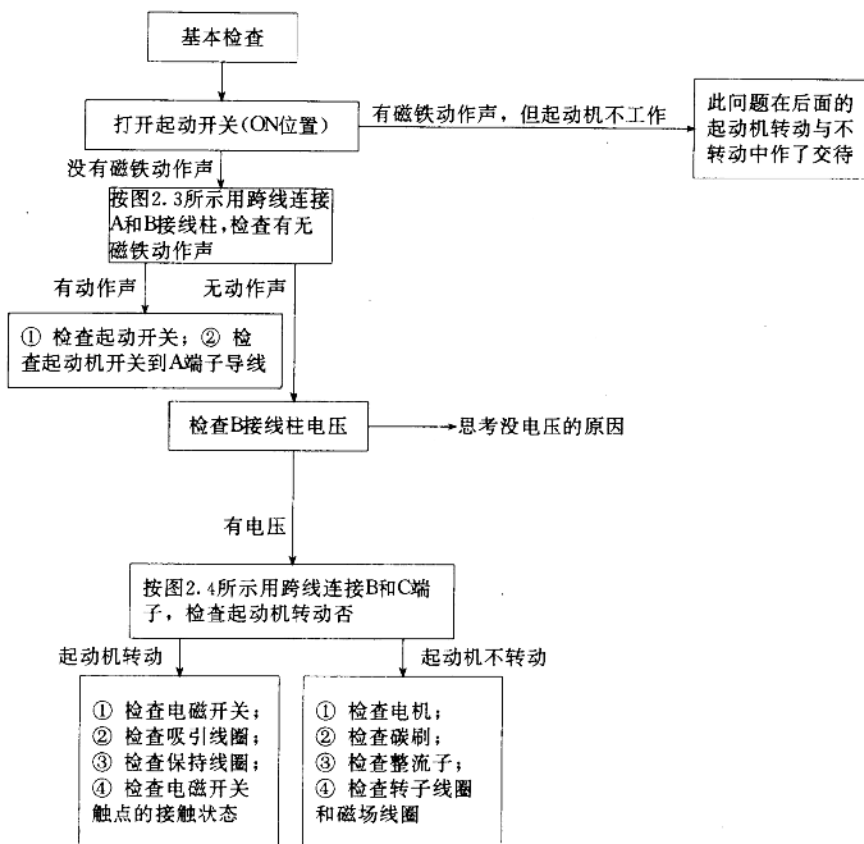 基本检查
打开起动开关(ON位置)
有磁铁动作声，但起动机不工作
此问题在后面的
起动机转动与不
转动中作了交待
没有磁铁动作声
按图2.3所示用跨线连接
A和B接线柱,检查有无
磁铁动作声
有动作声
无动作声
① 检查起动开关；② 检
查起动机开关到A端子导线
检查B接线柱电压
思考没电压的原因
有电压
按图2.4所示用跨线连接B和C端
子，检查起动机转动否
起动机转动
起动机不转动
① 检查电磁开关；
② 检查吸引线圈；
③ 检查保持线圈；
④ 检查电磁开关
触点的接触状态
① 检查电机；
② 检查碳刷；
③ 检查整流子；
④ 检查转子线圈
和磁场线圈